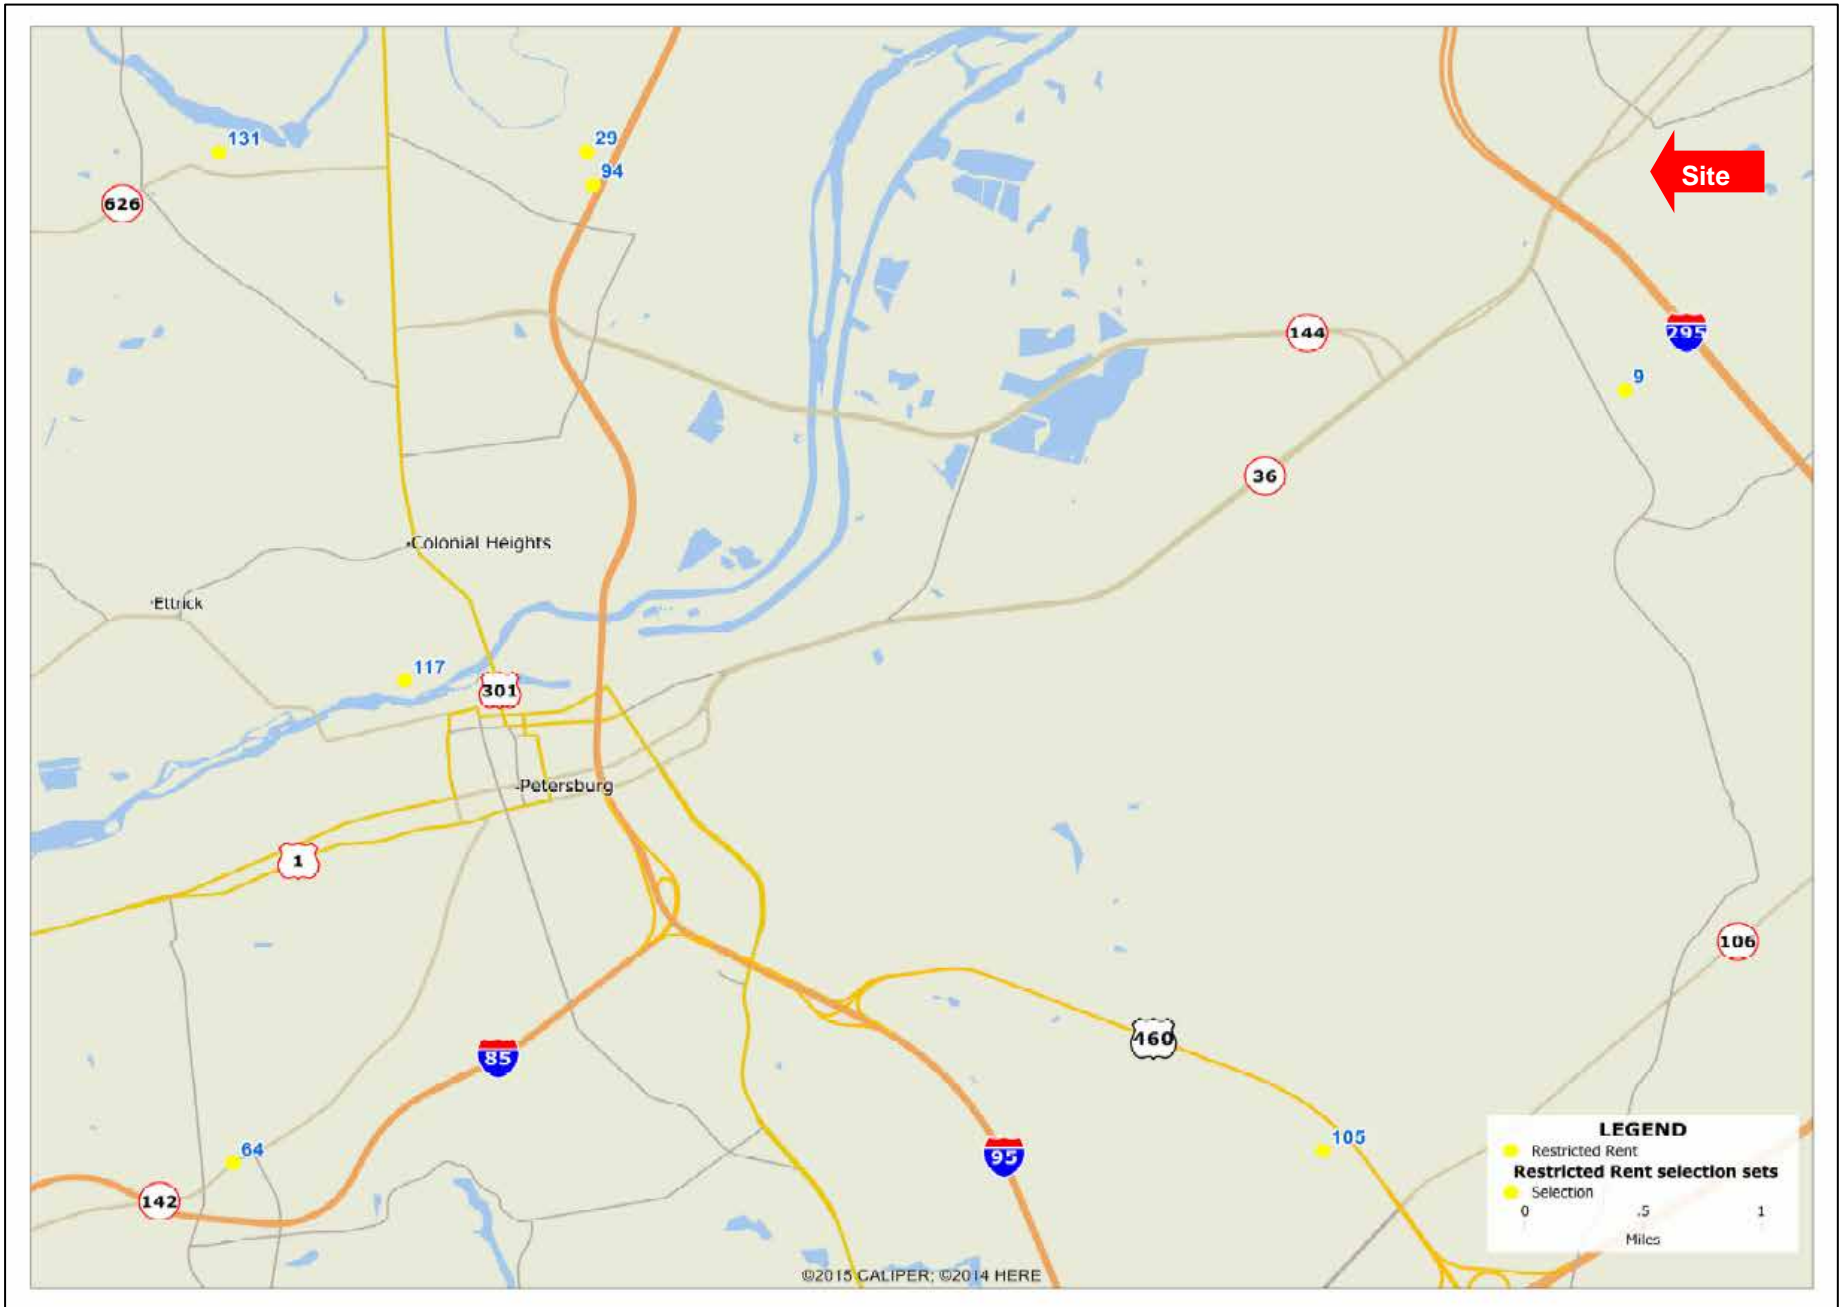 131
29
94
Site
626
144
295
9
36
Colonial Heights
Ettrick
117
301
Petersburg
1
106
460
85
105
64
95
142
LEGEND
Restricted Rent
Restricted Rent selection sets
Selection
0 .5 1
Miles
©2015 CALIPER; ©2014 HERE